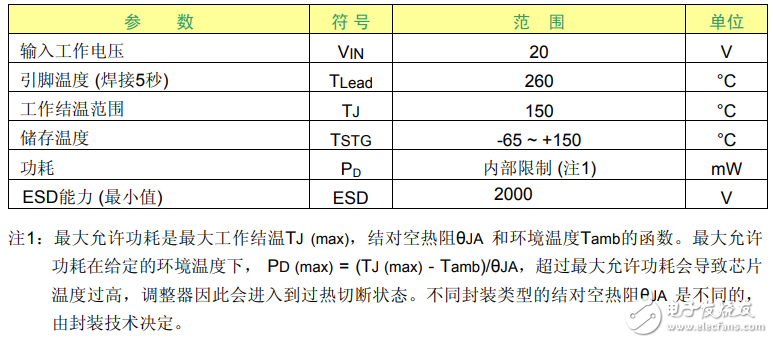 参 数 符 号 范 围 单位
输入工作电压 VIN 20 V
引脚温度 (焊接5秒) TLead 260 °C
工作结温范围 TJ 150 °C
储存温度 TSTG -65 ~ +150 °C
功耗 PD 内部限制 (注1) mW
ESD能力 (最小值) ESD 2000 V
注1：最大允许功耗是最大工作结温TJ (max)，结对空热阻θJA 和环境温度Tamb的函数。最大允许
功耗在给定的环境温度下， PD (max) = (TJ (max) - Tamb)/θJA，超过最大允许功耗会导致芯片
温度过高，调整器因此会进入到过热切断状态。不同封装类型的结对空热阻θJA 是不同的，
由封装技术决定。
电子发烧友
www.elecfans.com